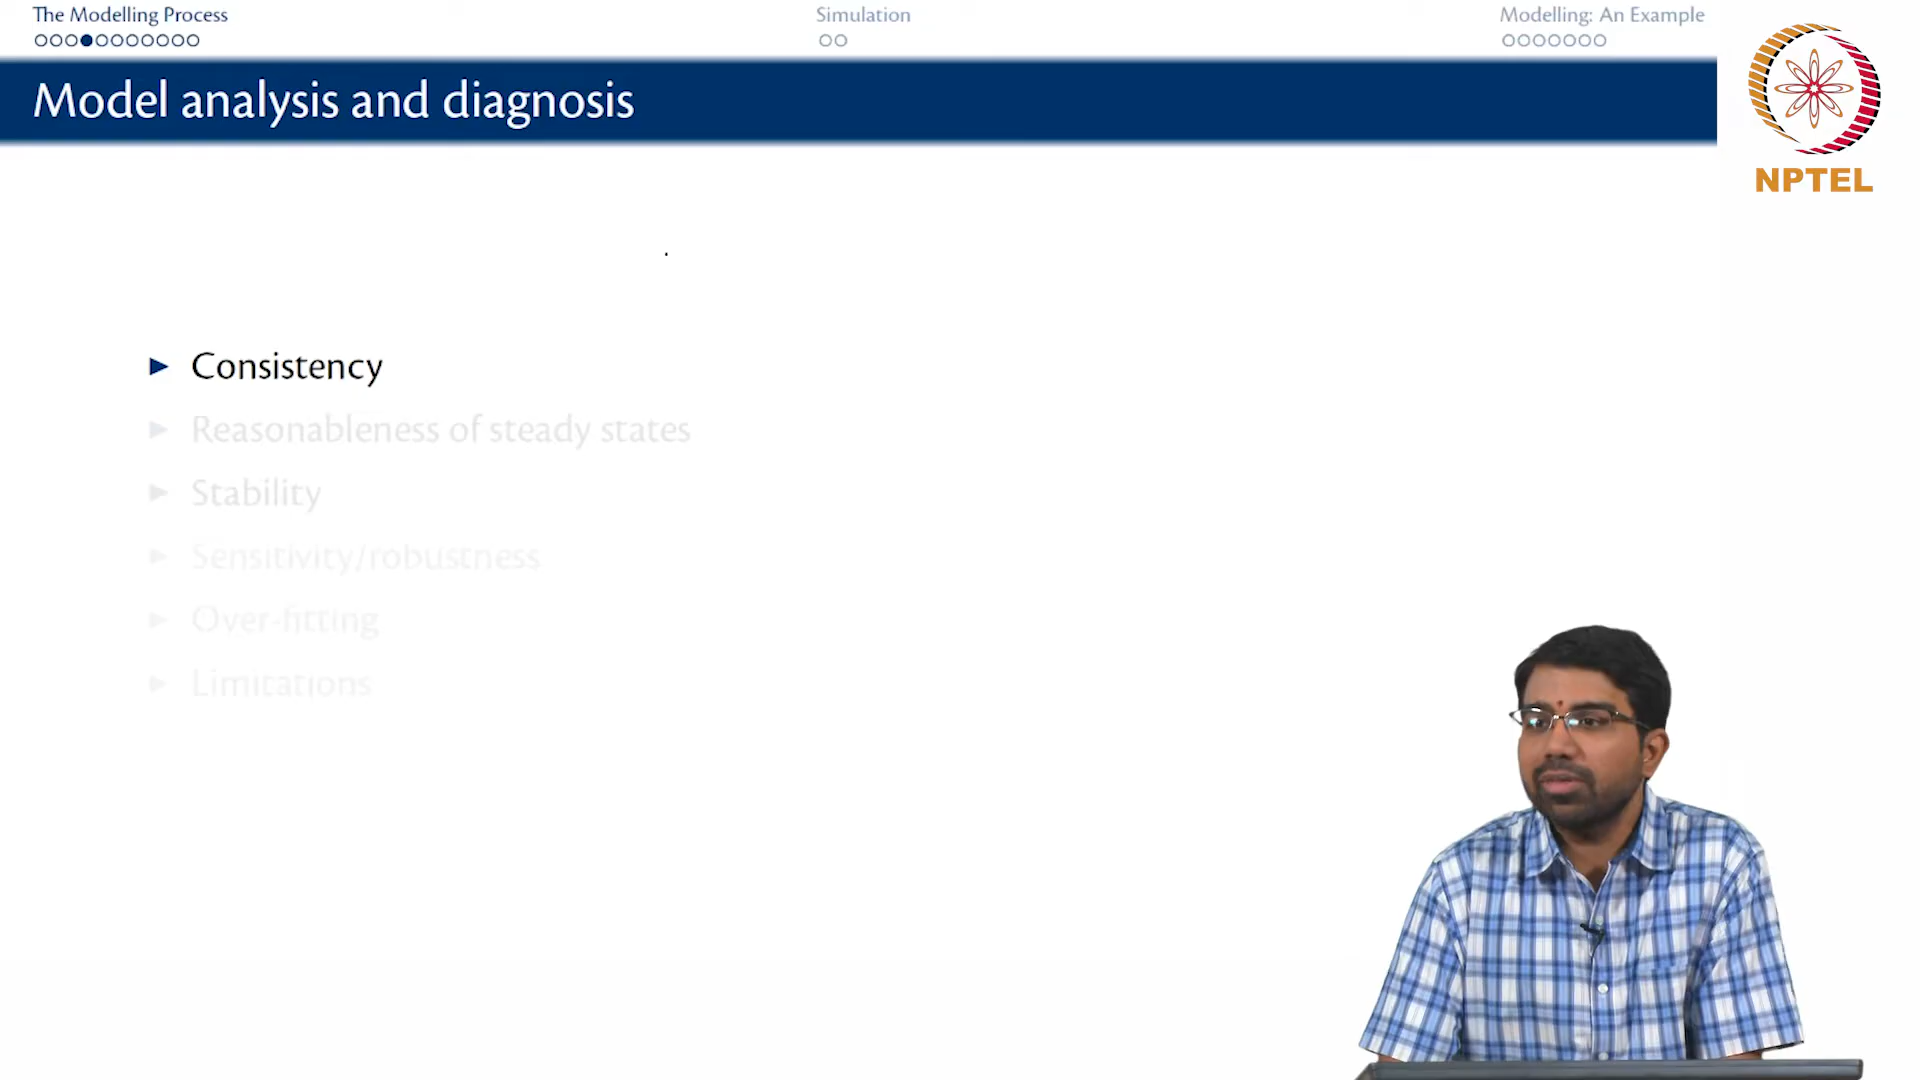 The Modelling Process
Simulation
Modelling: An Example
Model analysis and diagnosis
NPTEL
► Consistency
► Reasonableness of steady states
► Stability
► Sensitivity/robustness
► Over-fitting
► Limitations